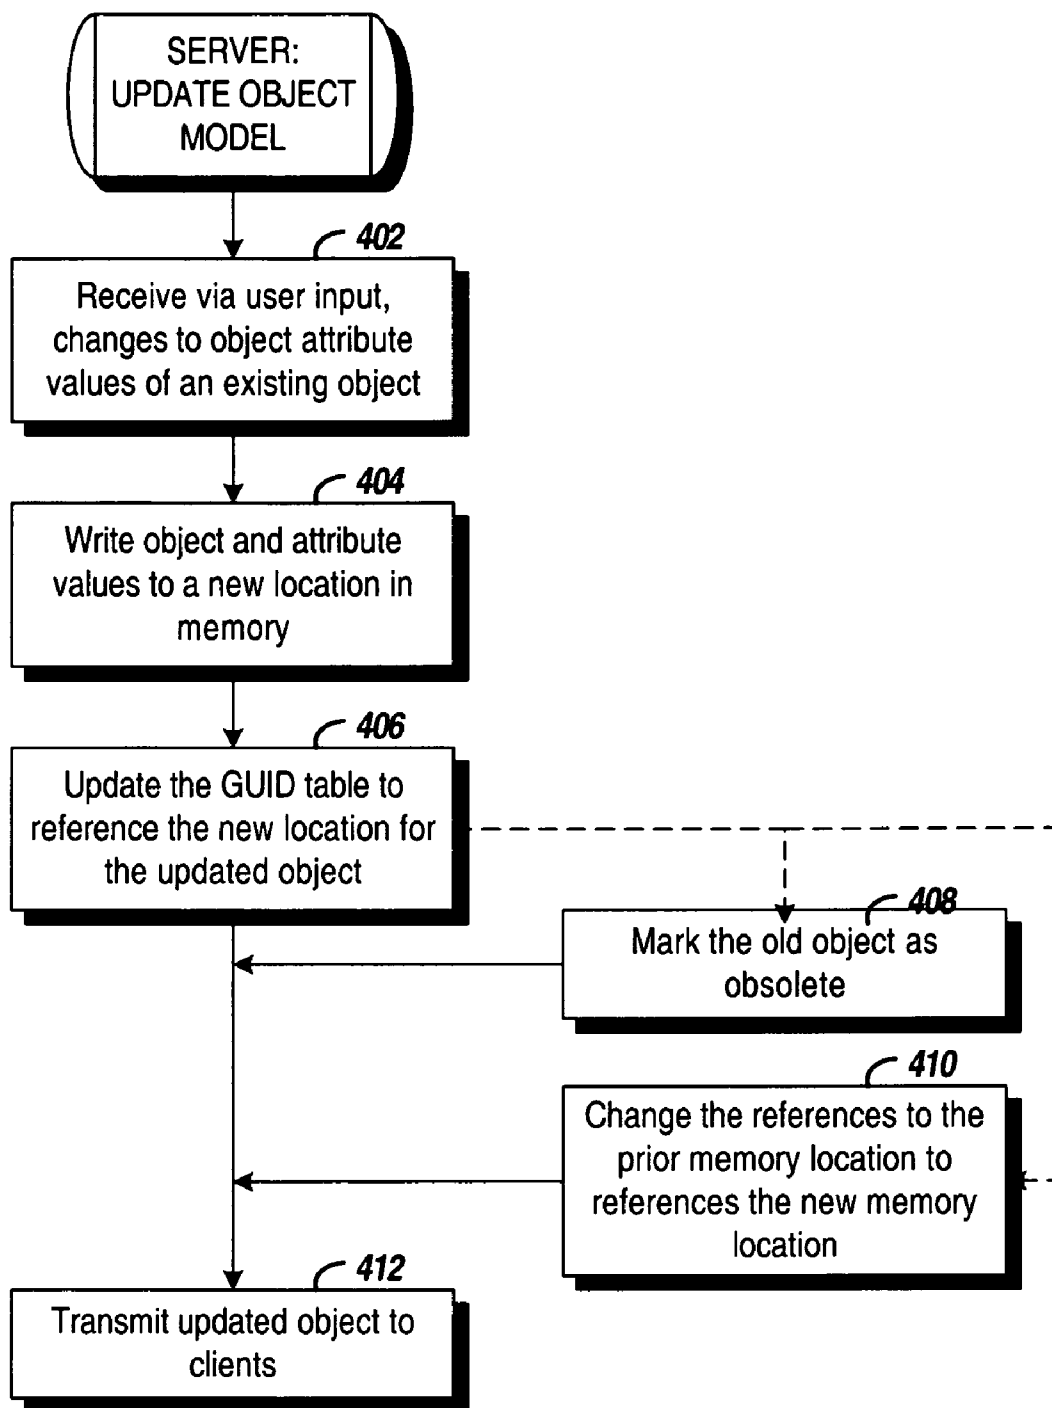 SERVER:
UPDATE OBJECT
MODEL
402
Receive via user input,
changes to object attribute
values of an existing object
404
Write object and attribute
values to a new location in
memory
406
Update the GUID table to
reference the new location for
the updated object
408
Mark the old object as
obsolete
410
Change the references to the
prior memory location to
references the new memory
location
412
Transmit updated object to
clients